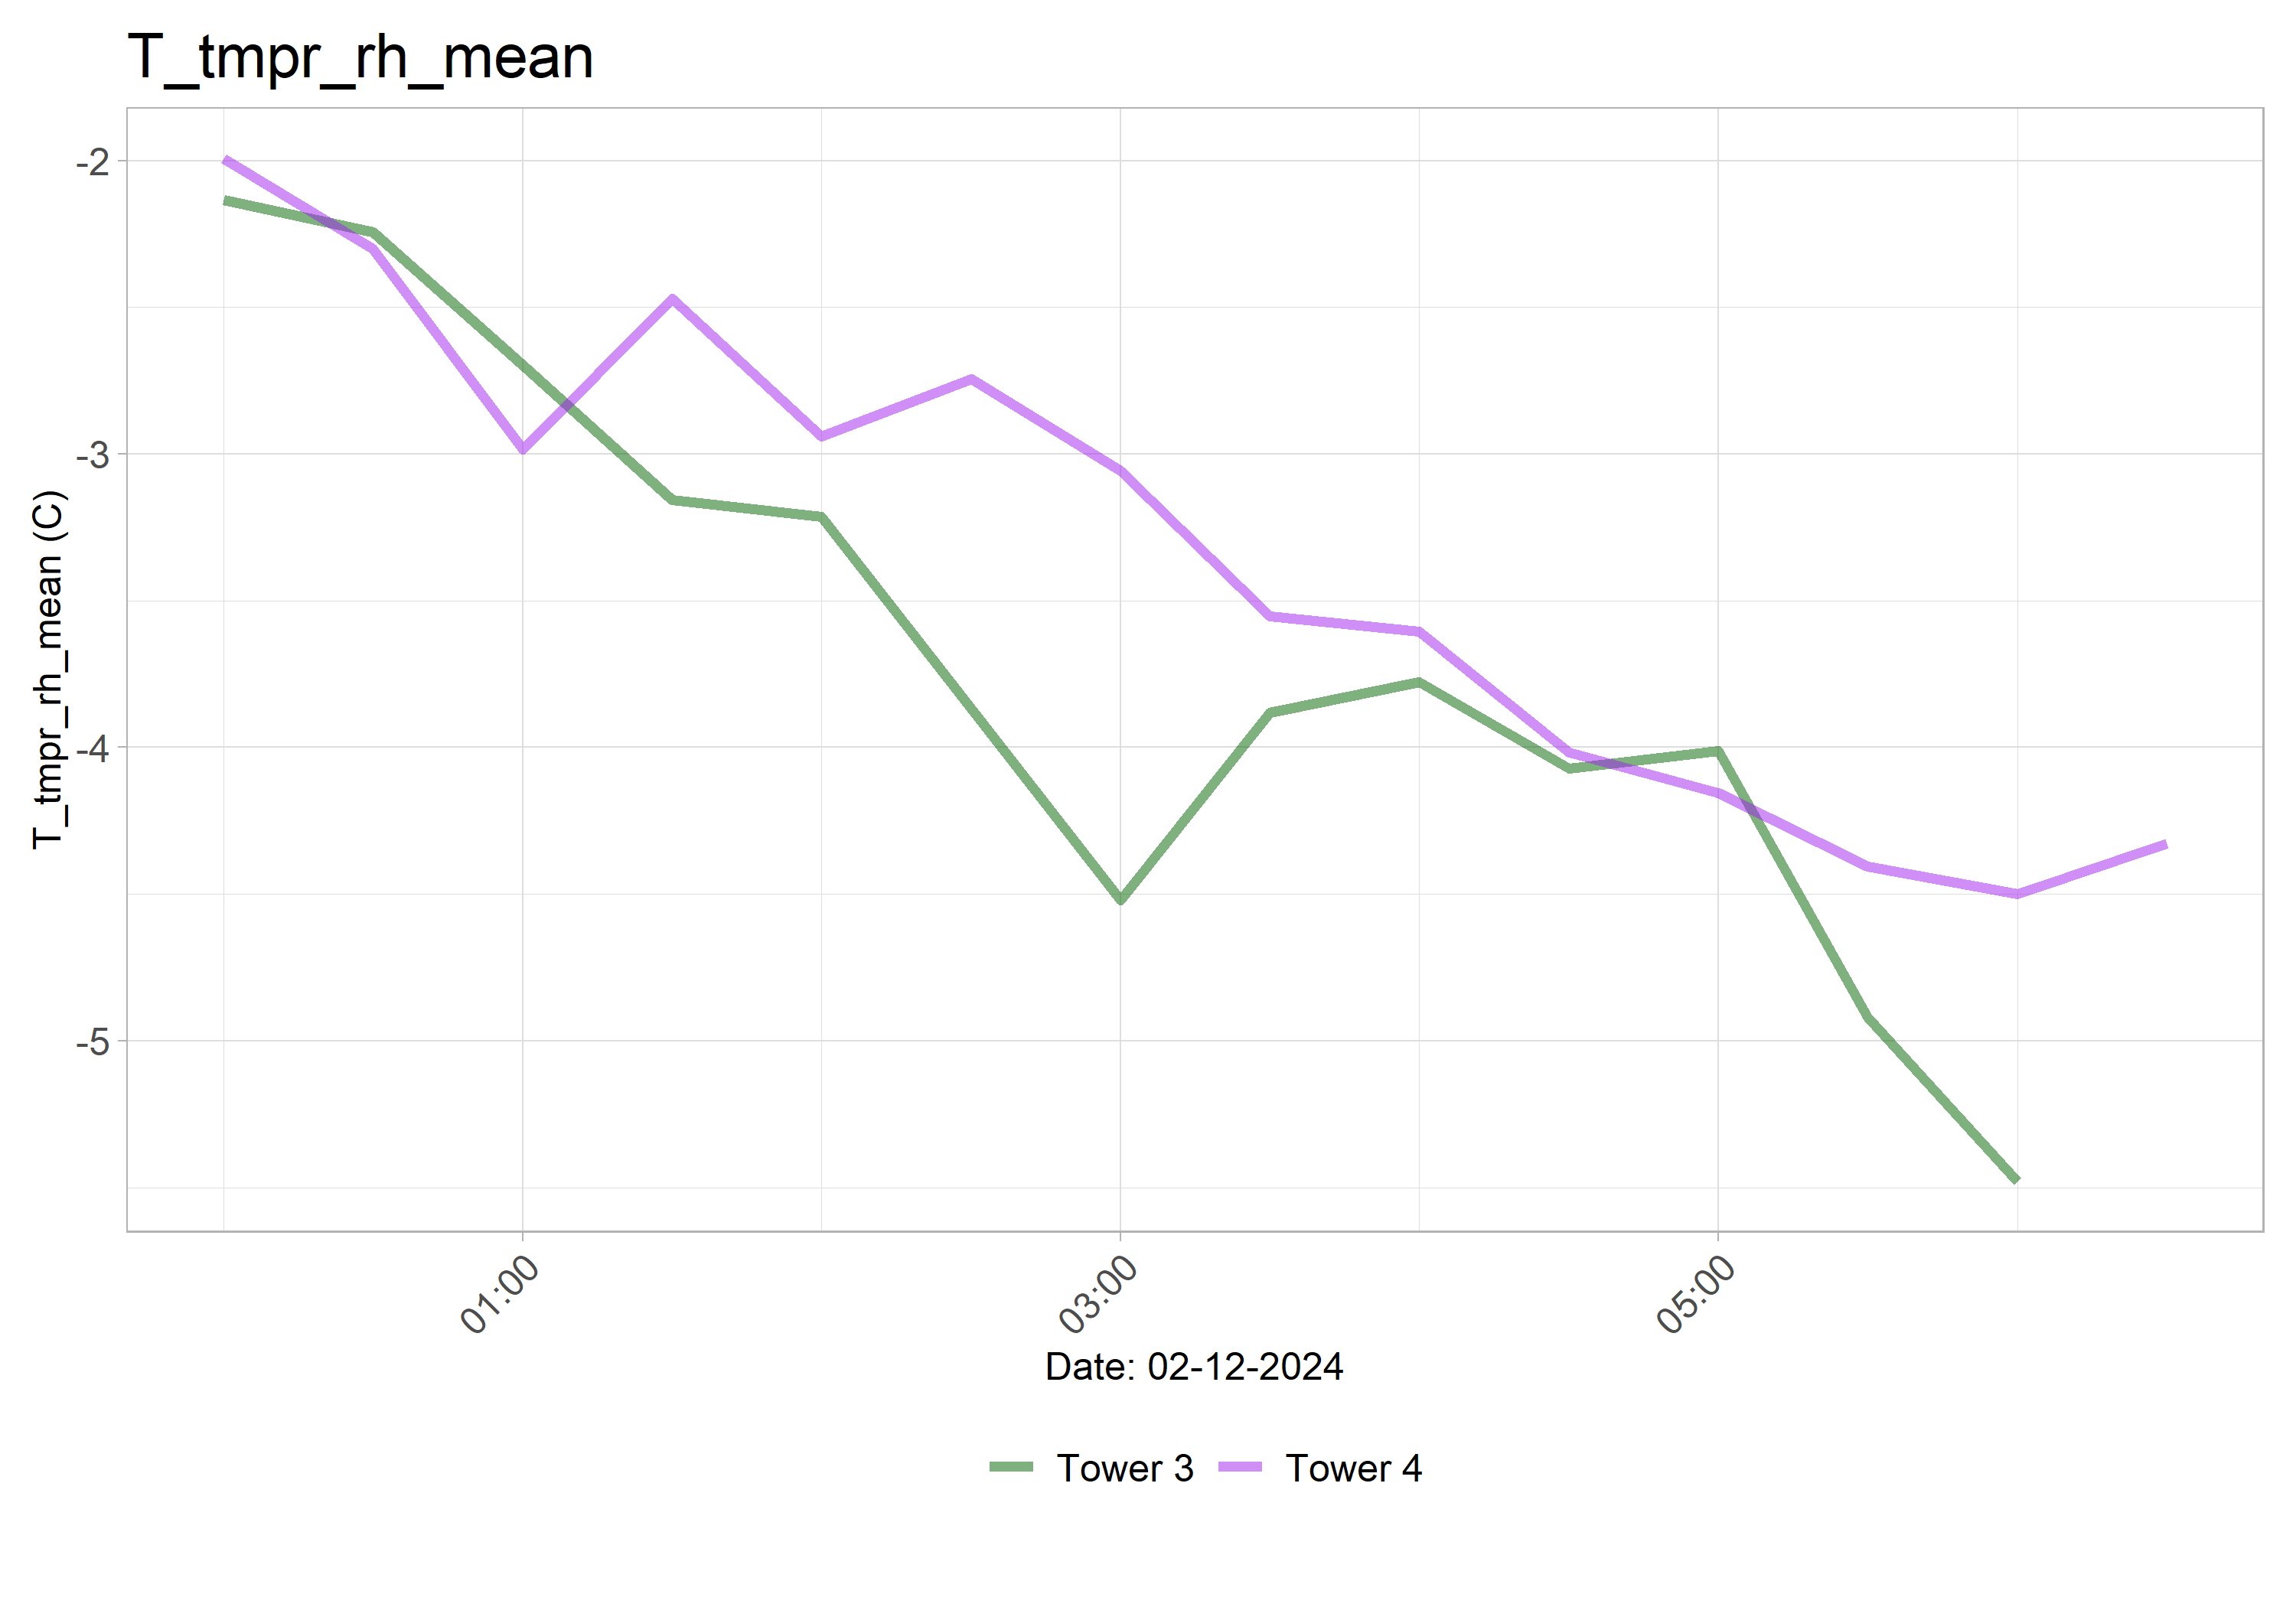 T_tmpr_rh_mean
T_tmpr_rh_mean (C)
-2
-3
-4
-5
01:00
03:00
05:00
Date: 02-12-2024
Tower 3
Tower 4